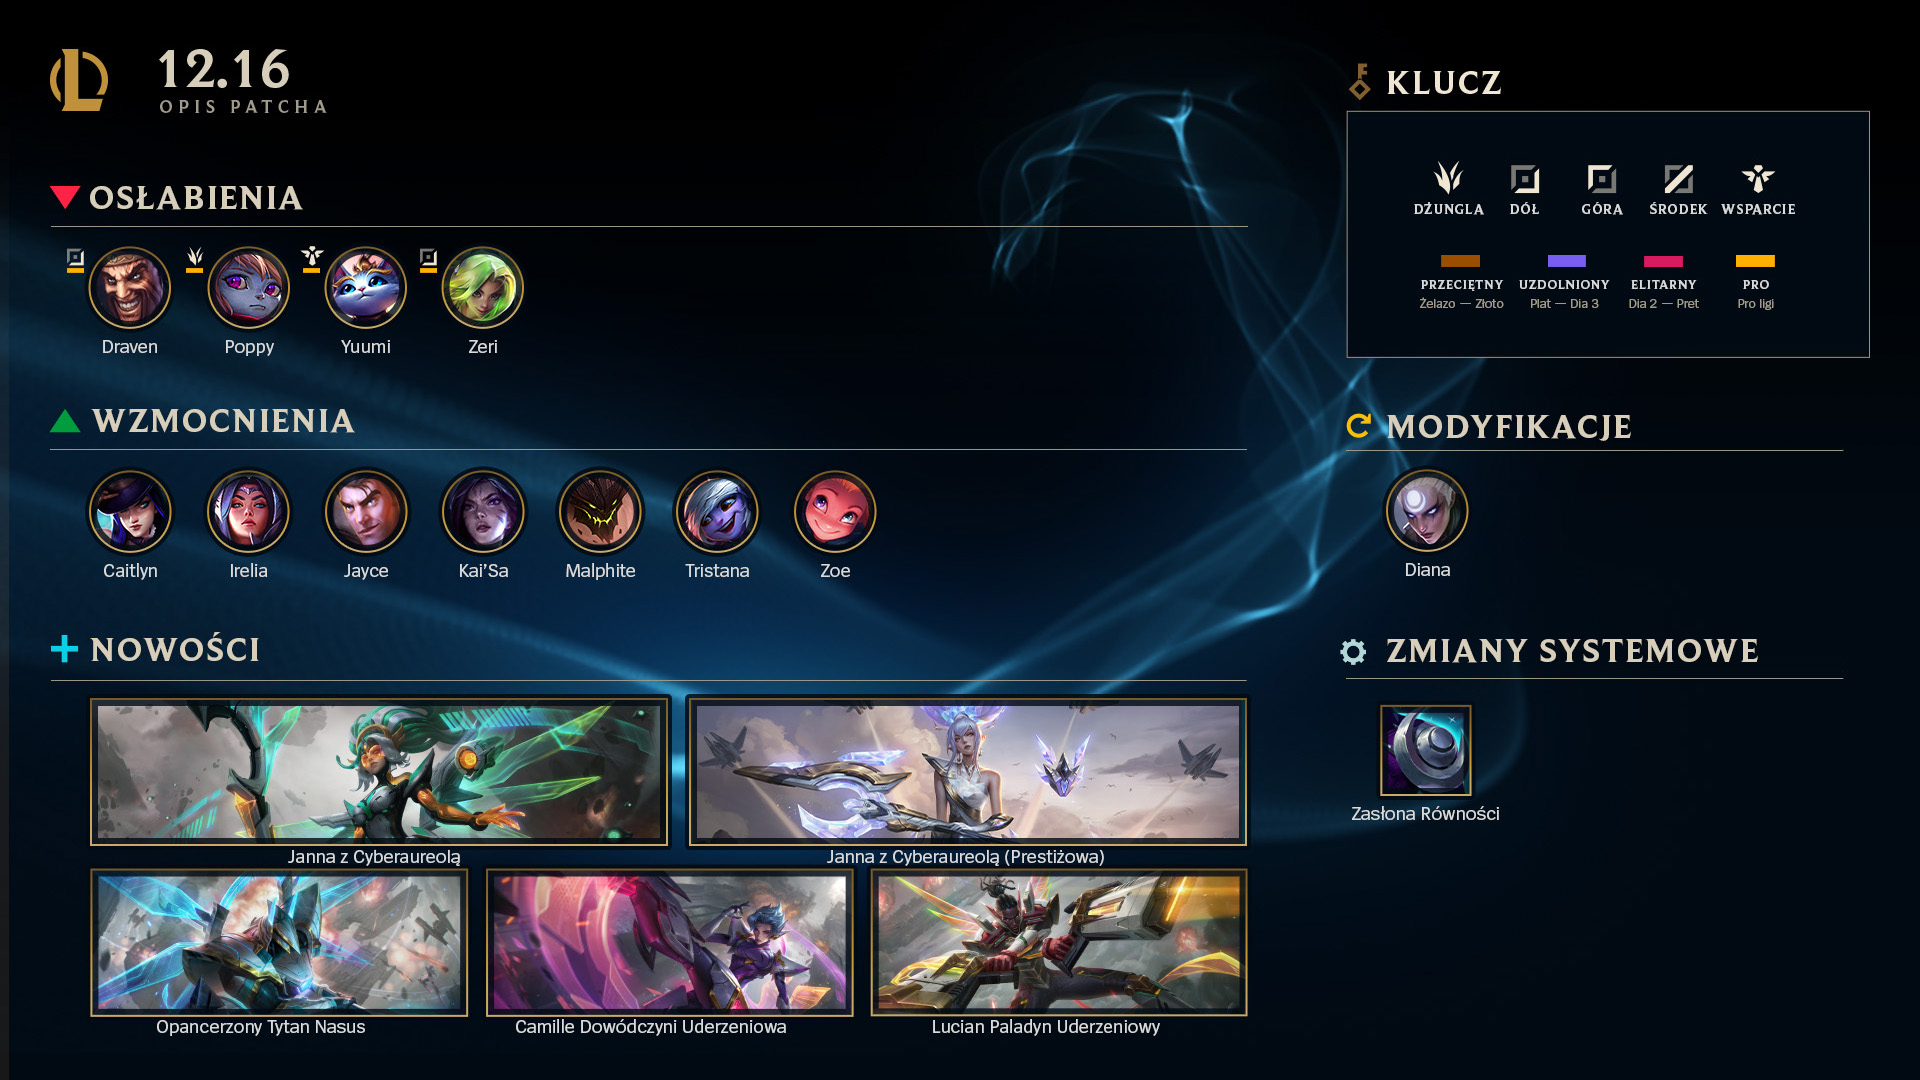 12.16
OPIS PATCHA
OSŁABIENIA
Draven
Poppy
Yuumi
Zeri
WZMOCNIENIA
Caitlyn
Irelia
Jayce
Kai'Sa
Malphite
Tristana
Zoe
NOWOŚCI
Janna z Cyberaureolą
Janna z Cyberaureolą (Prestiżowa)
Opancerzony Tytan Nasus
Camille Dowódczyni Uderzeniowa
Lucian Paladyn Uderzeniowy
KLUCZ
DŻUNGLA
DÓŁ
GÓRA
ŚRODEK
WSPARCIE
PRZECIĘTNY
UZDOLNIONY
ELITARNY
PRO
Żelazo — Złoto
Plat — Dia 3
Dia 2 — Pret
Pro ligi
MODYFIKACJE
Diana
ZMIANY SYSTEMOWE
Zasłona Równości